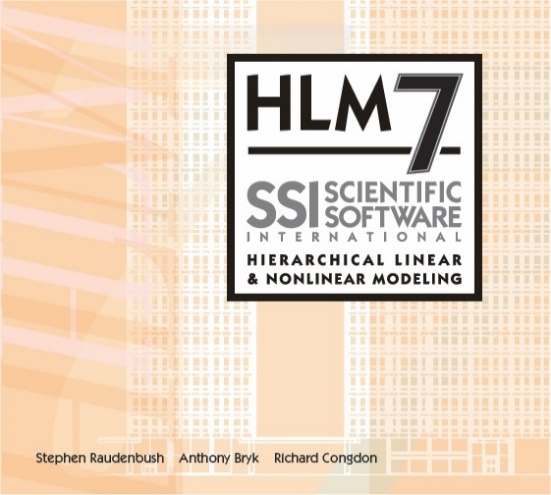 HLM7
SSI SCIENTIFIC
SOFTWARE
INTERNATIONAL
HIERARCHICAL LINEAR
& NONLINEAR MODELING
Stephen Raudenbush Anthony Bryk Richard Congdon